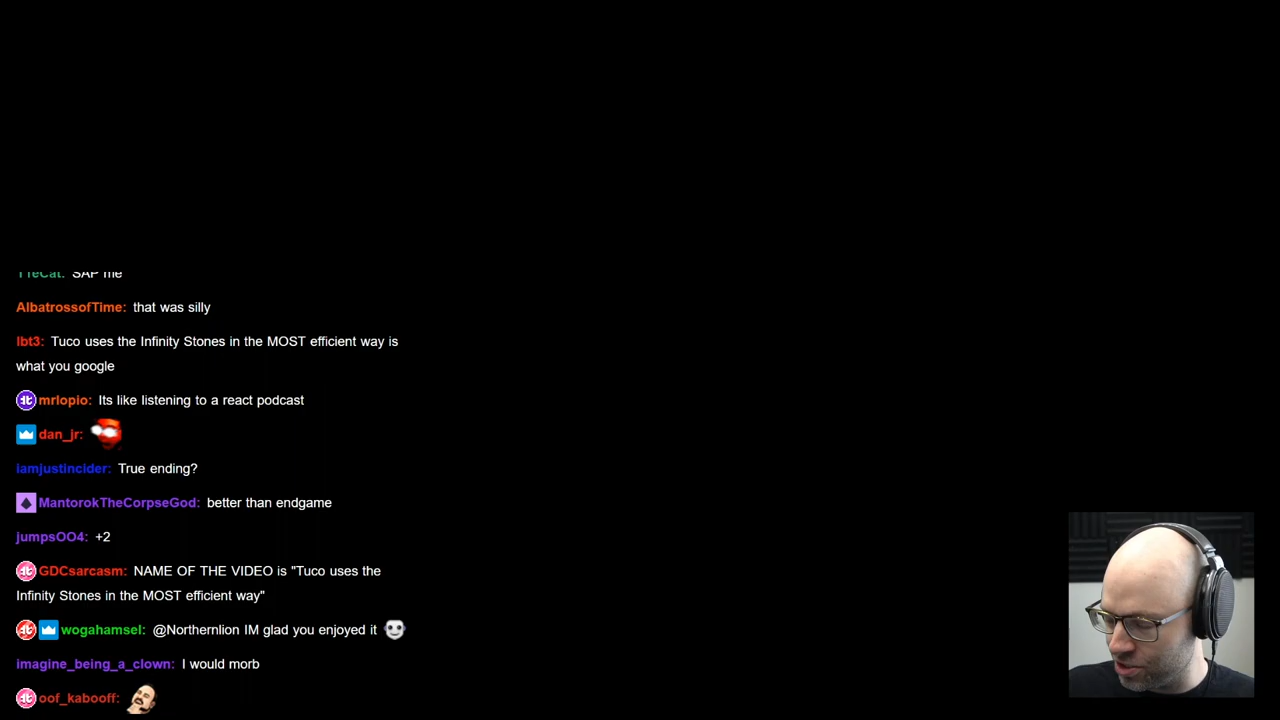 TreCat: SAP me
AlbatrossofTime: that was silly
lbt3: Tuco uses the Infinity Stones in the MOST efficient way is
what you google
mrlopio: Its like listening to a react podcast
dan_jr:
iamjustincider: True ending?
MantorokTheCorpseGod: better than endgame
jumpsOO4: +2
GDCsarcasm: NAME OF THE VIDEO is "Tuco uses the
Infinity Stones in the MOST efficient way"
wogahamsel: @Northernlion IM glad you enjoyed it
imagine_being_a_clown: I would morb
oof_kabooff: